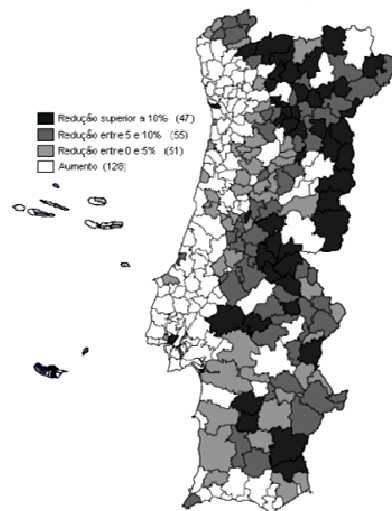 Redução superior a 10% (47)
Redução entre 5 e 10% (55)
Redução entre 0 e 5% (51)
Aumento (128)